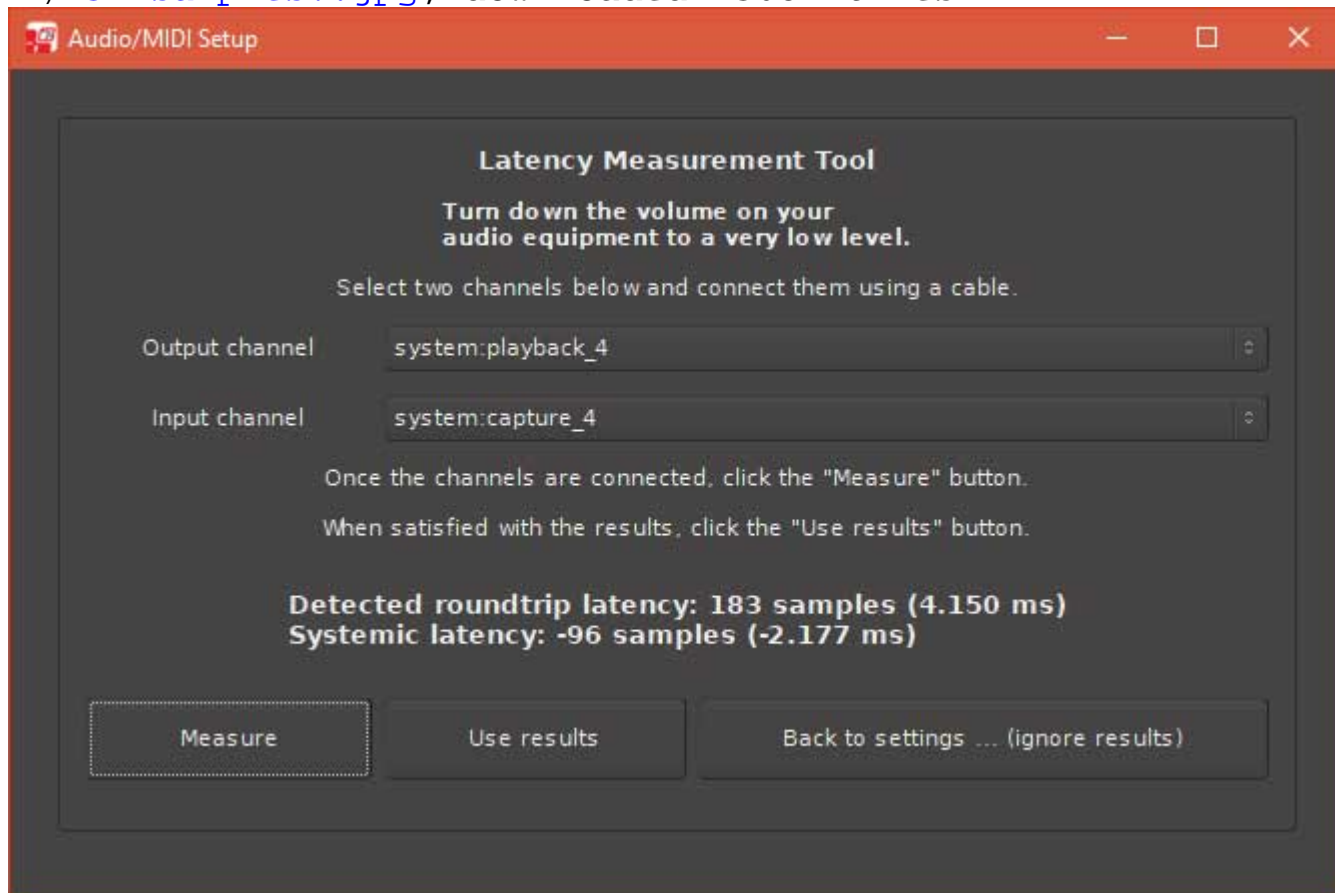 Audio/MIDI Setup
Latency Measurement Tool
Turn down the volume on your
audio equipment to a very low level.
Select two channels below and connect them using a cable.
Output channel system:playback_4
Input channel system:capture_4
Once the channels are connected, click the "Measure" button.
When satisfied with the results, click the "Use results" button.
Detected roundtrip latency: 183 samples (4.150 ms)
Systemic latency: -96 samples (-2.177 ms)
Measure Use results Back to settings ... (ignore results)